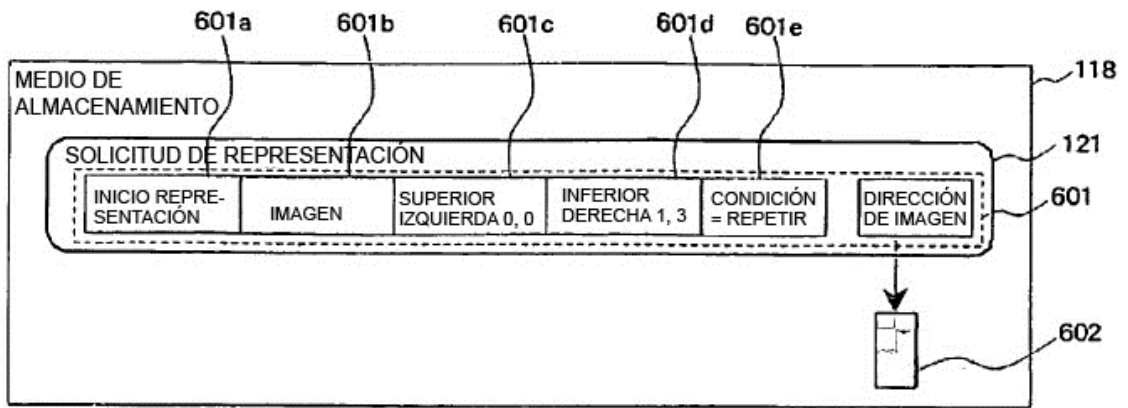 601a 601b 601c 601d 601e
118
MEDIO DE
ALMACENAMIENTO
121
SOLICITUD DE REPRESENTACIÓN
INICIO REPRE-
SENTACIÓN
IMAGEN
SUPERIOR
IZQUIERDA 0, 0
INFERIOR
DERECHA 1, 3
CONDICIÓN
= REPETIR
DIRECCIÓN
DE IMAGEN
601
602